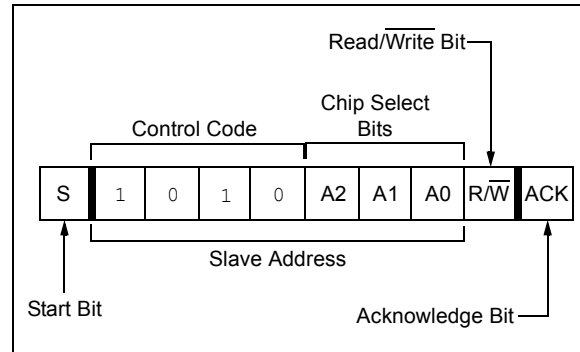 Read/Write Bit
Chip Select
Bits
Control Code
S 1 0 1 0 A2 A1 A0 R/W ACK
Slave Address
Start Bit
Acknowledge Bit